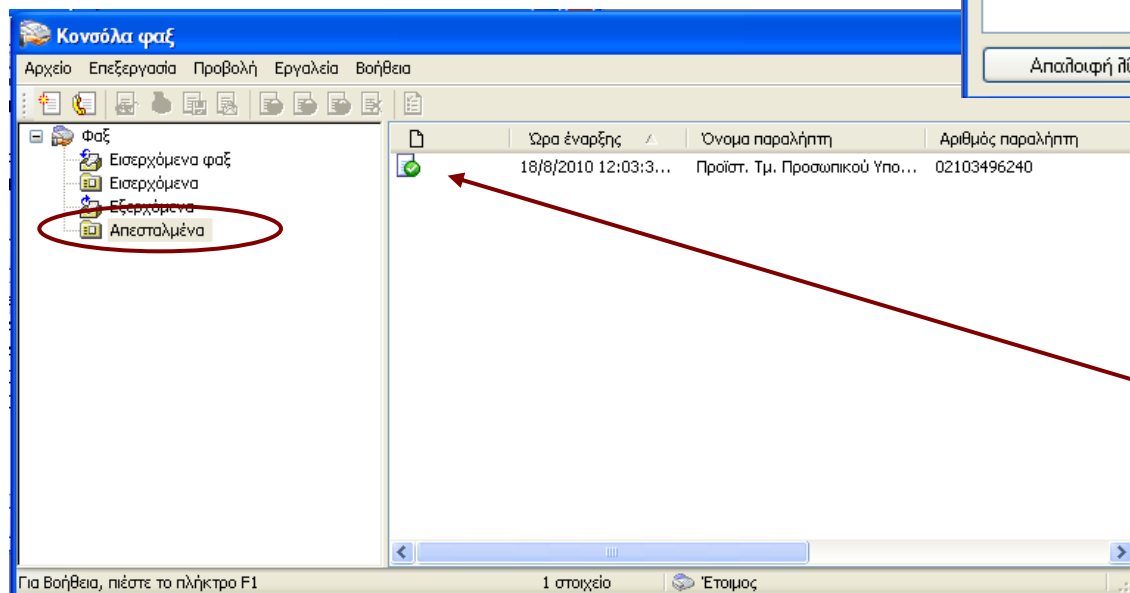 Κονσόλα φαξ
Αρχείο Επεξεργασία Προβολή Εργαλεία Βοήθεια
Απαλοιφή
Φαξ
Εισερχόμενα φαξ
Εισερχόμενα
Εξερχόμενα
Απεσταλμένα
Ώρα έναρξης Όνομα παραλήπτη Αριθμός παραλήπτη
18/8/2010 12:03:3... Προϊστ. Τμ. Προσωπικού Υπο... 02103496240
Για Βοήθεια, πιέστε το πλήκτρο F1 1 στοιχείο Έτοιμος